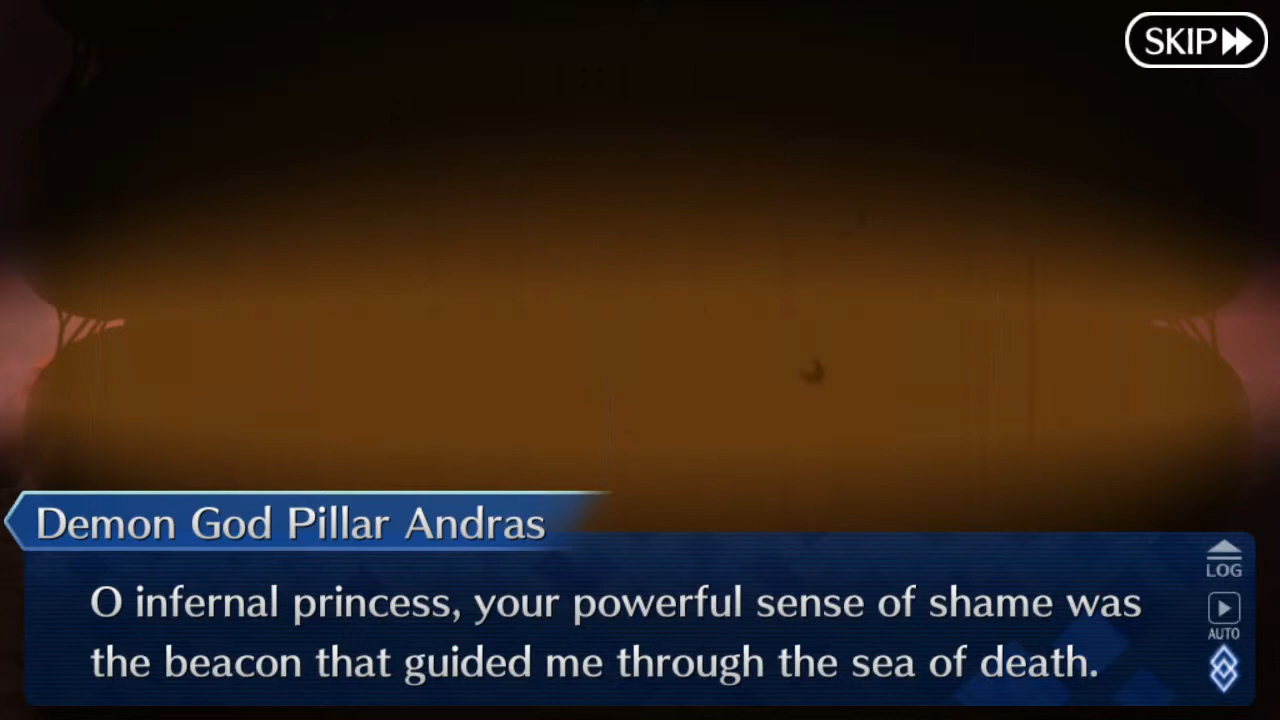 SKIP
Demon God Pillar Andras
O infernal princess, your powerful sense of shame was
the beacon that guided me through the sea of death.
LOG
AUTO